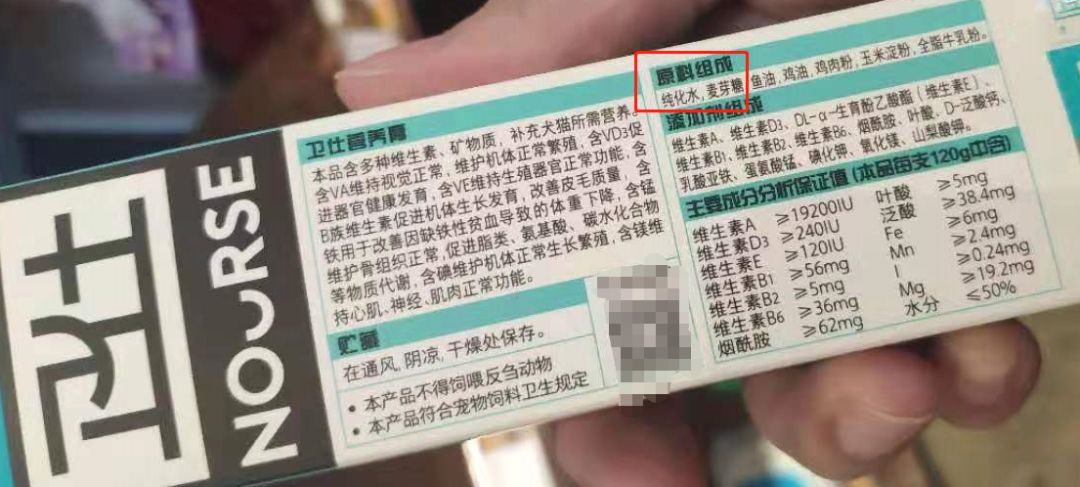 卫仕
NOURSE
卫仕营养膏
本品含多种维生素、矿物质，补充犬猫所需营养。
含VA维持视觉正常，维护机体正常繁殖，含VD3促
进器官健康发育，含VE维持生殖器官正常功能，含
B族维生素促进机体生长发育，改善皮毛质量，含
铁用于改善因缺铁性贫血导致的体重下降，含锰
维护骨组织正常，促进脂类、氨基酸、碳水化合物
等物质代谢，含碘维护机体正常生长繁殖，含镁维
持心肌、神经、肌肉正常功能。
贮藏
在通风，阴凉，干燥处保存。
• 本产品不得饲喂反刍动物
• 本产品符合宠物饲料卫生规定
原料组成
纯化水，麦芽糖，鱼油，鸡油，鸡肉粉，玉米淀粉，全脂牛乳粉。
添加剂组成
维生素A、维生素D3、DL-α-生育酚乙酸酯（维生素E）、
维生素B1、维生素B2、维生素B6、烟酰胺、叶酸、D-泛酸钙、
乳酸亚铁、蛋氨酸锰、碘化钾、氧化镁、山梨酸钾。
主要成分分析保证值（本品每支120g中含）
维生素A ≥19200IU 叶酸 ≥5mg
维生素D3 ≥240IU 泛酸 ≥38.4mg
维生素E ≥120IU Fe ≥6mg
维生素B1 ≥56mg Mn ≥2.4mg
维生素B2 ≥5mg I ≥0.24mg
维生素B6 ≥36mg Mg ≥19.2mg
烟酰胺 ≥62mg 水分 ≤50%